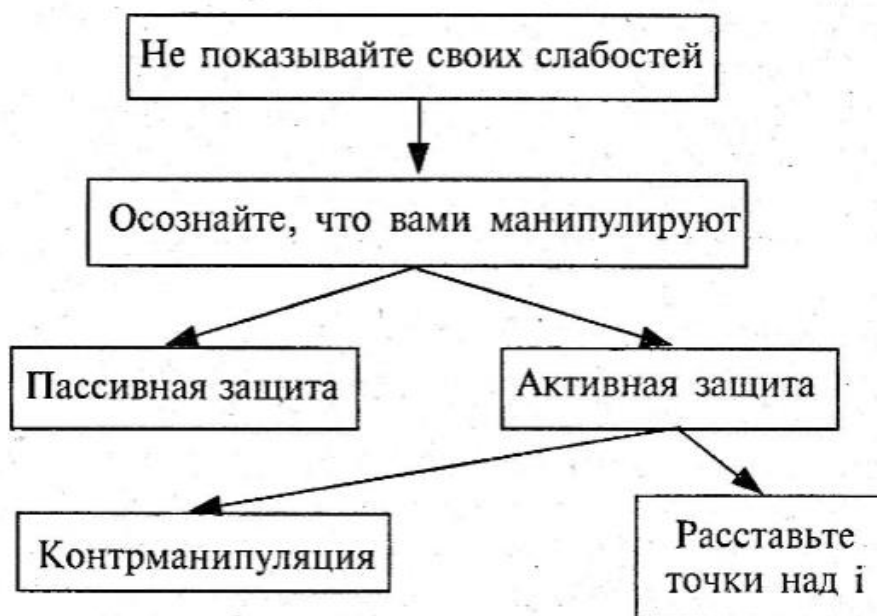 Не показывайте своих слабостей
Осознайте, что вами манипулируют
Пассивная защита
Активная защита
Контрманипуляция
Расставьте
точки над i